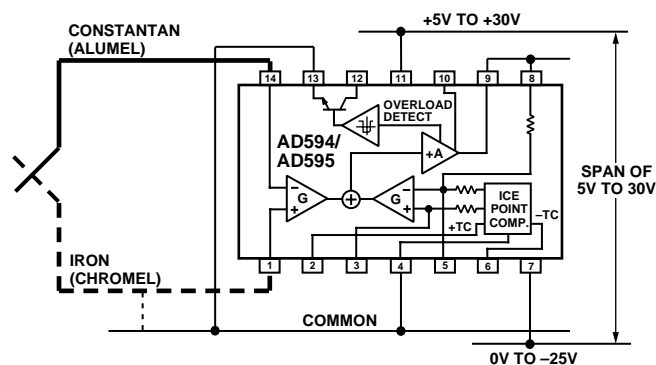 CONSTANTAN
(ALUMEL)
+5V TO +30V
14 13 12 11 10 9 8
OVERLOAD
DETECT
AD594/
AD595
+A
SPAN OF
5V TO 30V
–
G
+
–
G
+
ICE
POINT
COMP.
–TC
+TC
IRON
(CHROMEL)
1 2 3 4 5 6 7
COMMON
0V TO –25V